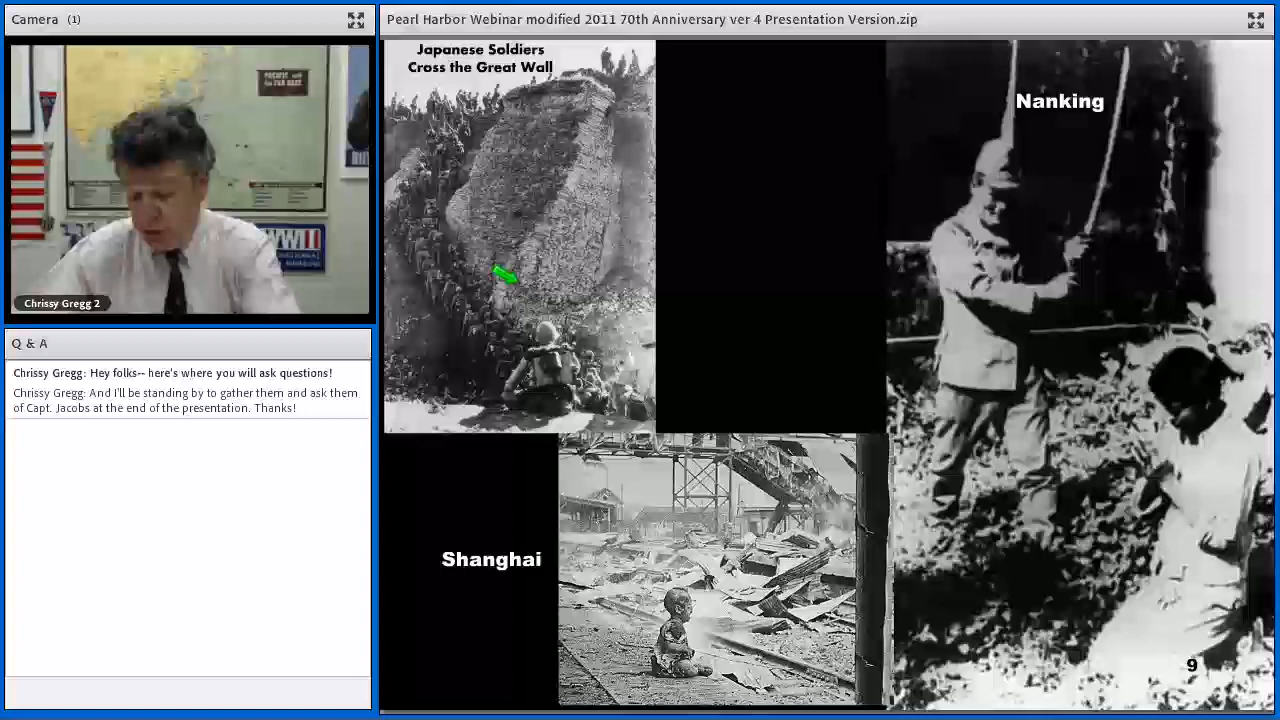 Camera (1)
Pearl Harbor Webinar modified 2011 70th Anniversary ver 4 Presentation Version.zip
PACIFIC
WWII
Chrissy Gregg 2
Q & A
Chrissy Gregg: Hey folks-- here's where you will ask questions!
Chrissy Gregg: And I'll be standing by to gather them and ask them
of Capt. Jacobs at the end of the presentation. Thanks!
Japanese Soldiers
Cross the Great Wall
Nanking
Shanghai
9